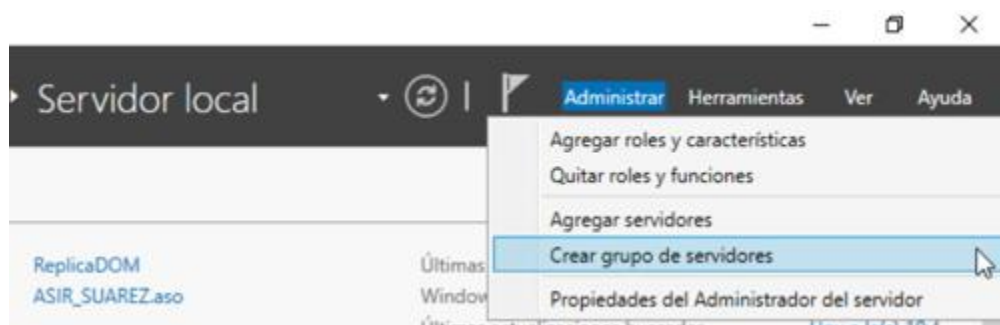 Servidor local
Administrar Herramientas Ver Ayuda
Agregar roles y características
Quitar roles y funciones
Agregar servidores
Crear grupo de servidores
Propiedades del Administrador del servidor
ReplicaDOM
ASIR_SUAREZ.aso
Últimas
Window